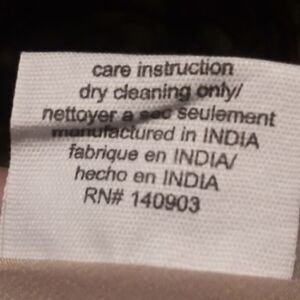 care instruction
dry cleaning only/
nettoyer a sec seulement
manufactured in INDIA
fabrique en INDIA/
hecho en INDIA
RN# 140903